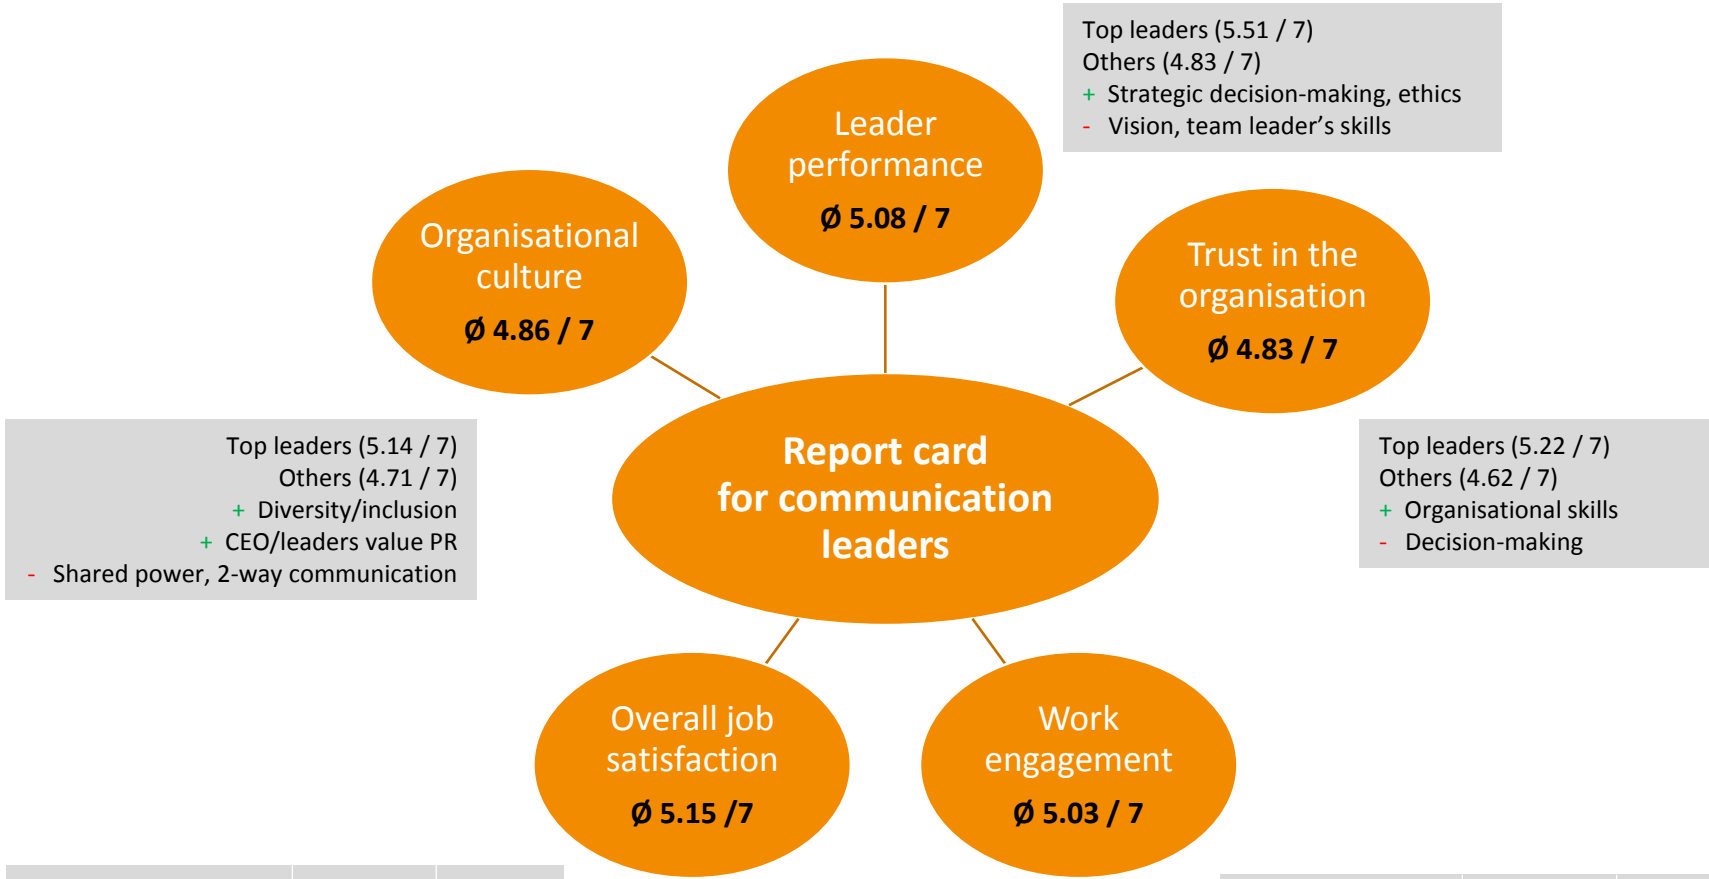 Top leaders (5.51 / 7)
Others (4.83 / 7)
+ Strategic decision-making, ethics
- Vision, team leader's skills
Leader
performance
Ø 5.08 / 7
Organisational
culture
Ø 4.86 / 7
Trust in the
organisation
Ø 4.83 / 7
Top leaders (5.14 / 7)
Others (4.71 / 7)
+ Diversity/inclusion
+ CEO/leaders value PR
- Shared power, 2-way communication
Report card
for communication
leaders
Top leaders (5.22 / 7)
Others (4.62 / 7)
+ Organisational skills
- Decision-making
Overall job
satisfaction
Ø 5.15 /7
Work
engagement
Ø 5.03 / 7